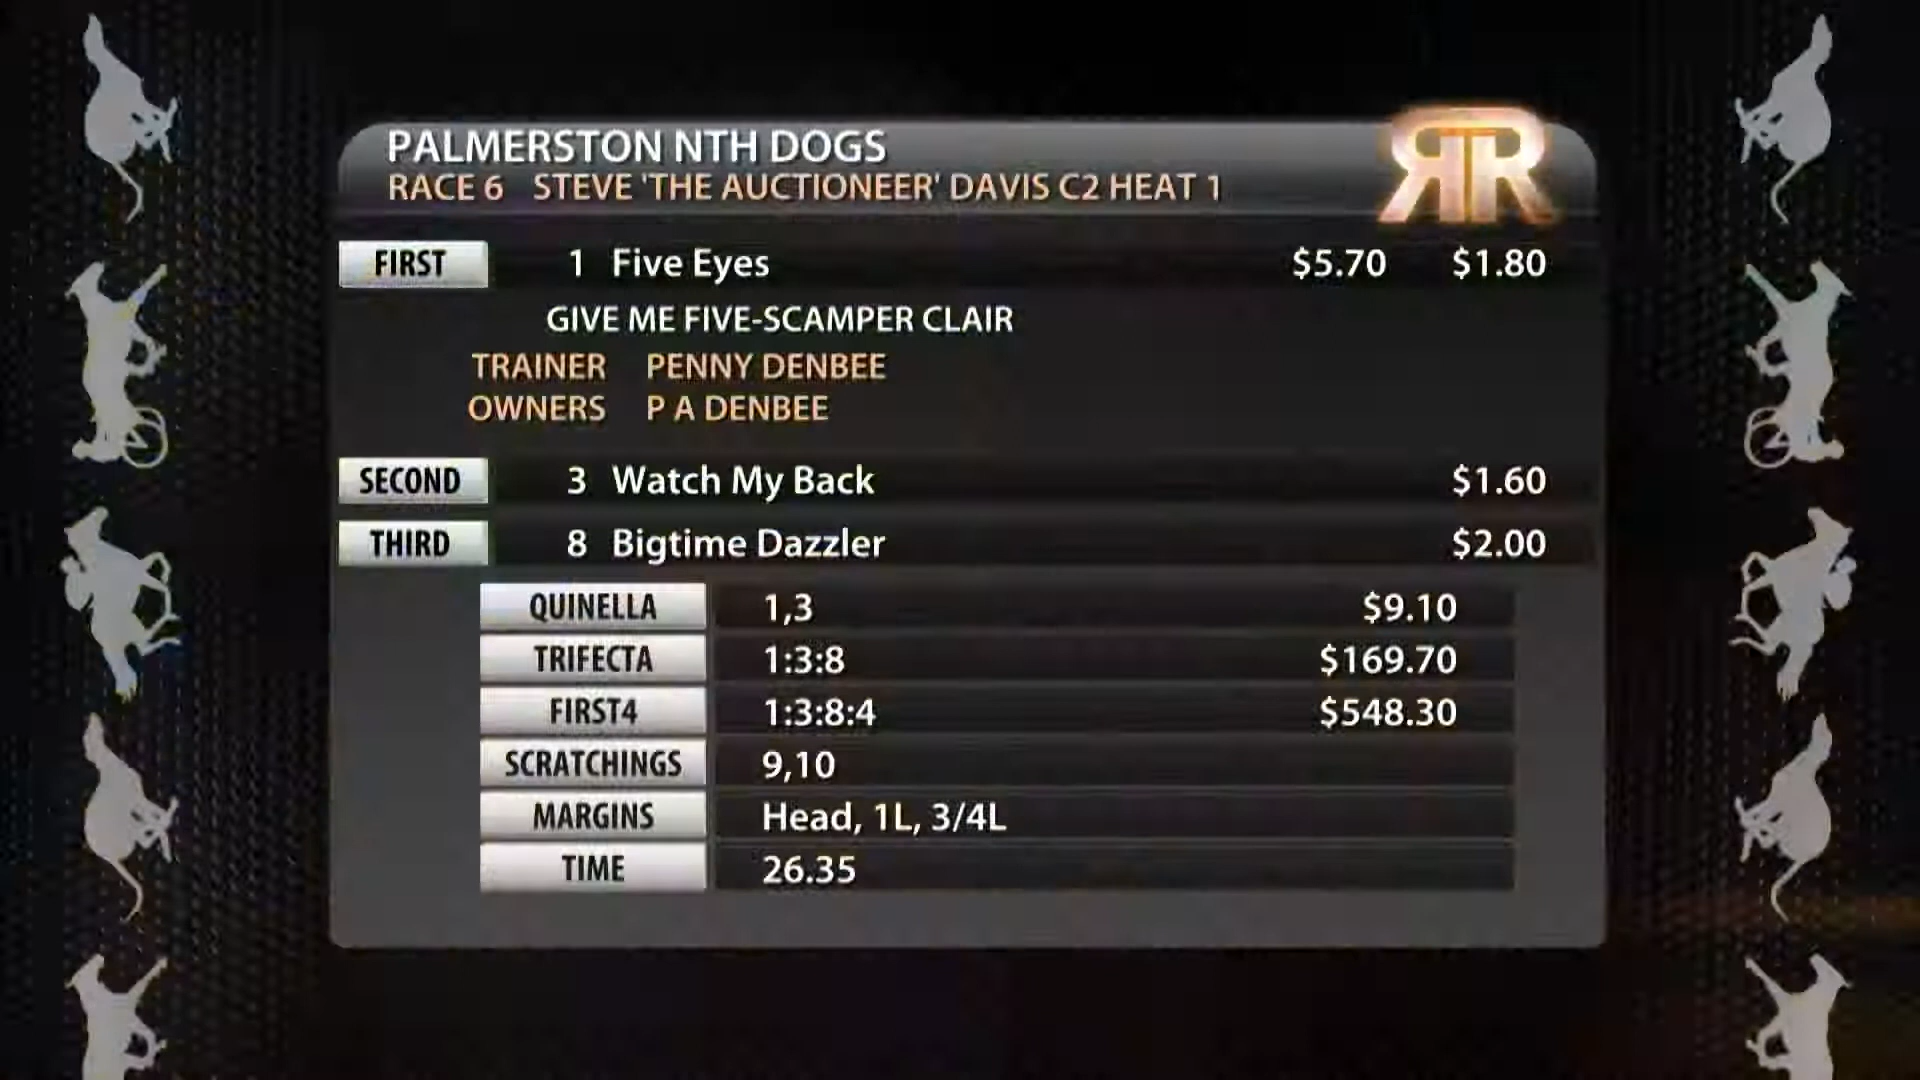 PALMERSTON NTH DOGS
RACE 6 STEVE 'THE AUCTIONEER' DAVIS C2 HEAT 1
FIRST 1 Five Eyes $5.70 $1.80
GIVE ME FIVE-SCAMPER CLAIR
TRAINER PENNY DENBEE
OWNERS P A DENBEE
SECOND 3 Watch My Back $1.60
THIRD 8 Bigtime Dazzler $2.00
QUINELLA 1,3 $9.10
TRIFECTA 1:3:8 $169.70
FIRST4 1:3:8:4 $548.30
SCRATCHINGS 9,10
MARGINS Head, 1L, 3/4L
TIME 26.35